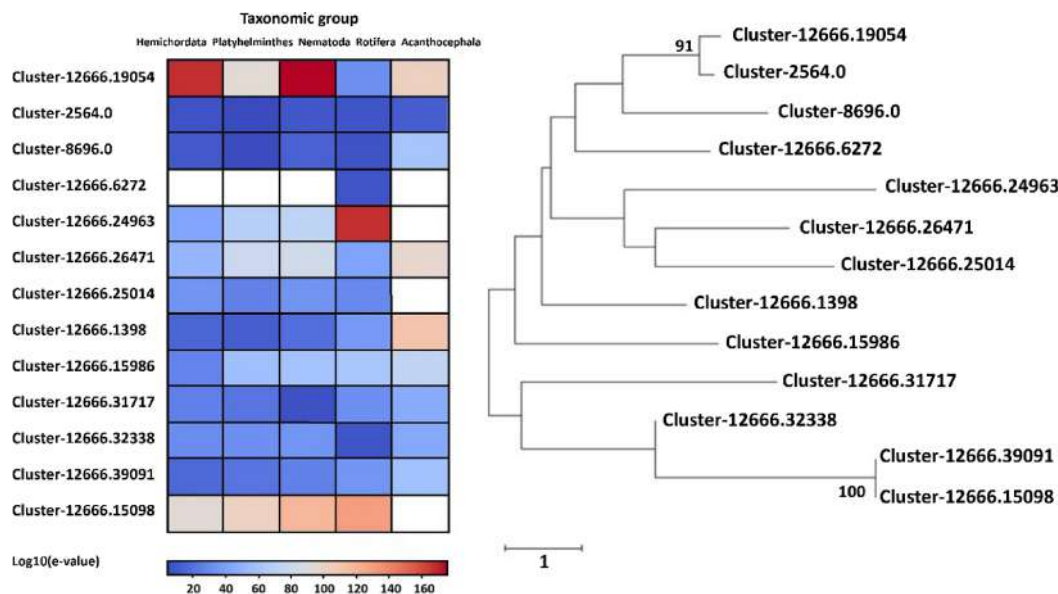 Taxonomic group
Hemichordata Platyhelminthes Nematoda Rotifera Acanthocephala
Cluster-12666.19054
Cluster-2564.0
Cluster-8696.0
Cluster-12666.6272
Cluster-12666.24963
Cluster-12666.26471
Cluster-12666.25014
Cluster-12666.1398
Cluster-12666.15986
Cluster-12666.31717
Cluster-12666.32338
Cluster-12666.39091
Cluster-12666.15098
Log10(e-value)
20 40 60 80 100 120 140 160
91
Cluster-12666.19054
Cluster-2564.0
Cluster-8696.0
Cluster-12666.6272
Cluster-12666.24963
Cluster-12666.26471
Cluster-12666.25014
Cluster-12666.1398
Cluster-12666.15986
Cluster-12666.31717
Cluster-12666.32338
Cluster-12666.39091
100
Cluster-12666.15098
1